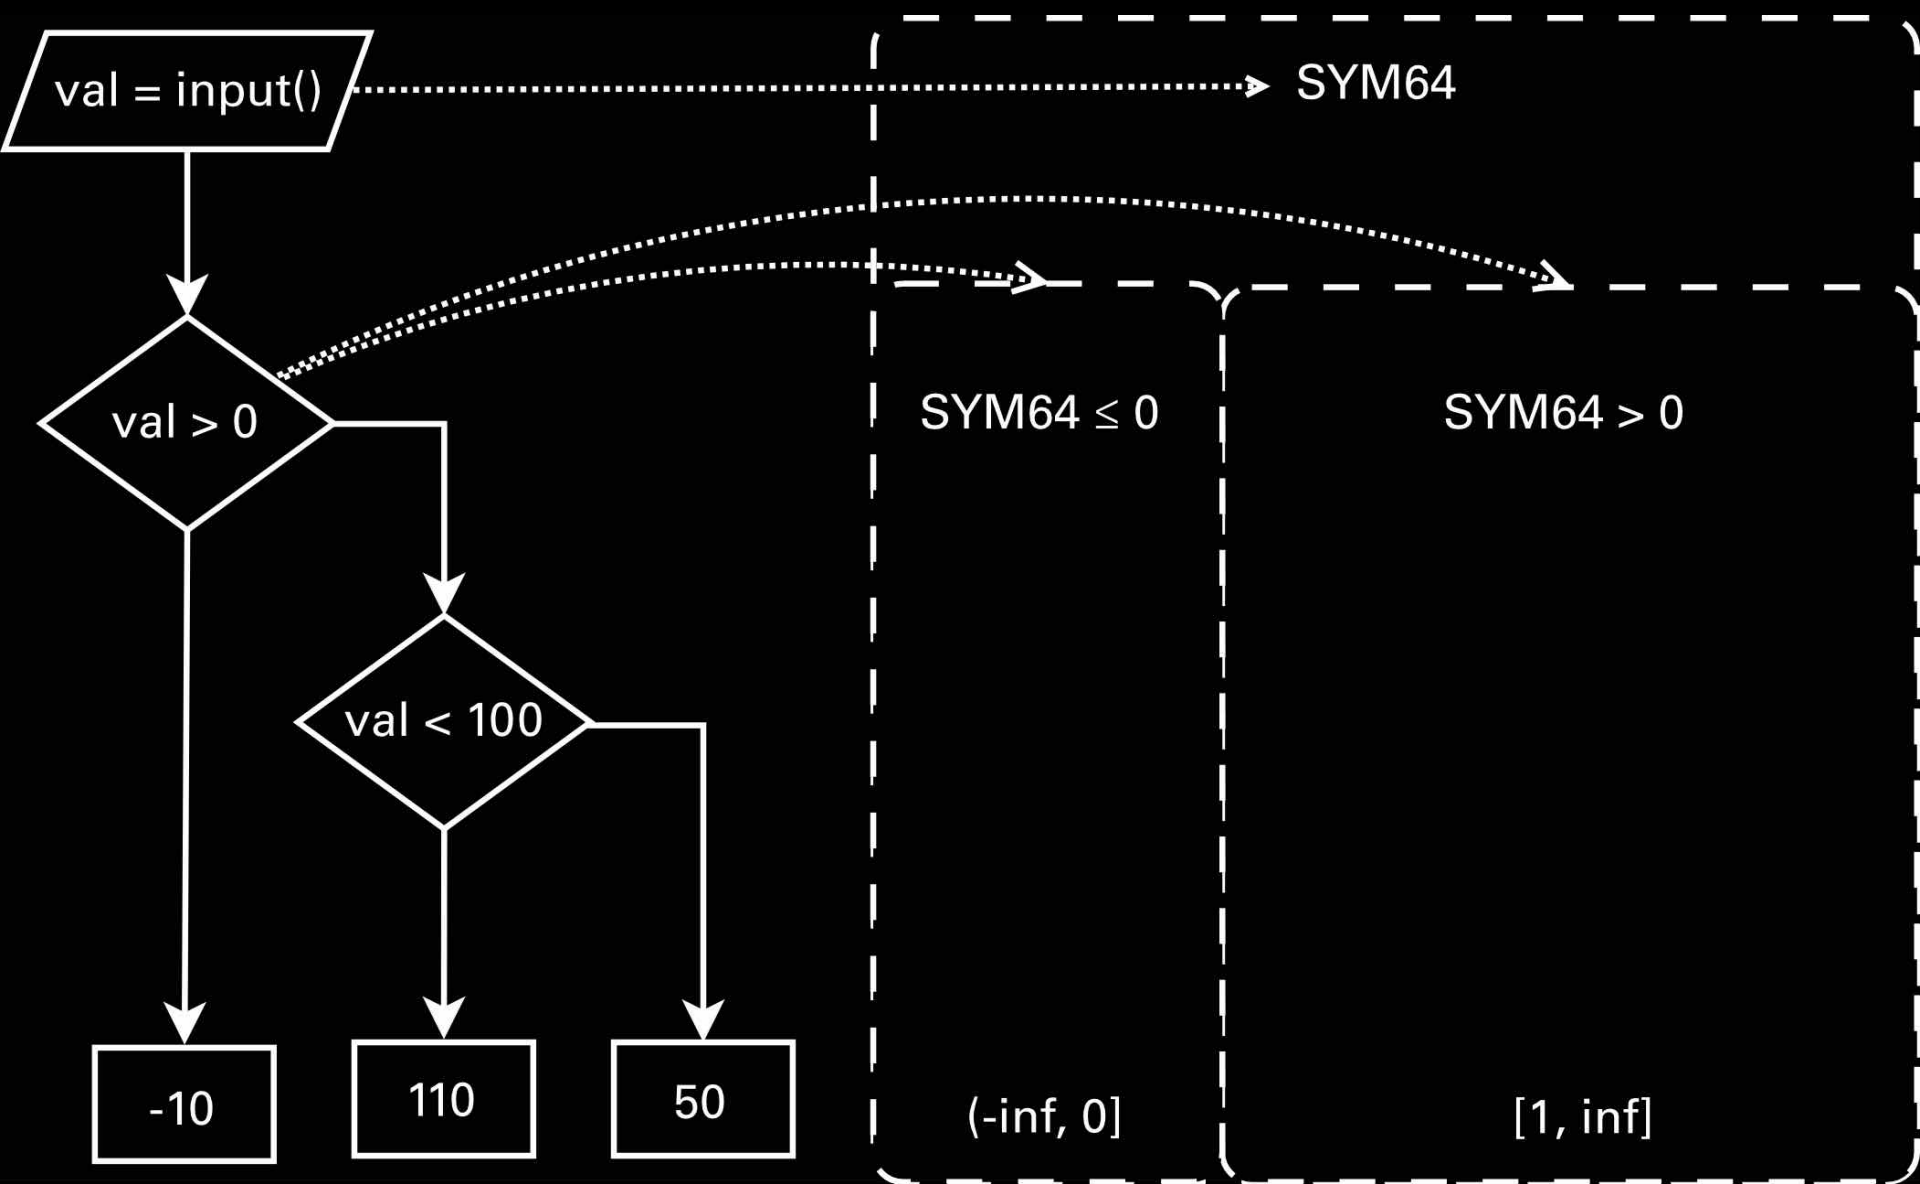 val = input()
SYM64
val > 0
SYM64 ≤ 0
SYM64 > 0
val < 100
-10
110
50
(-inf, 0]
[1, inf]